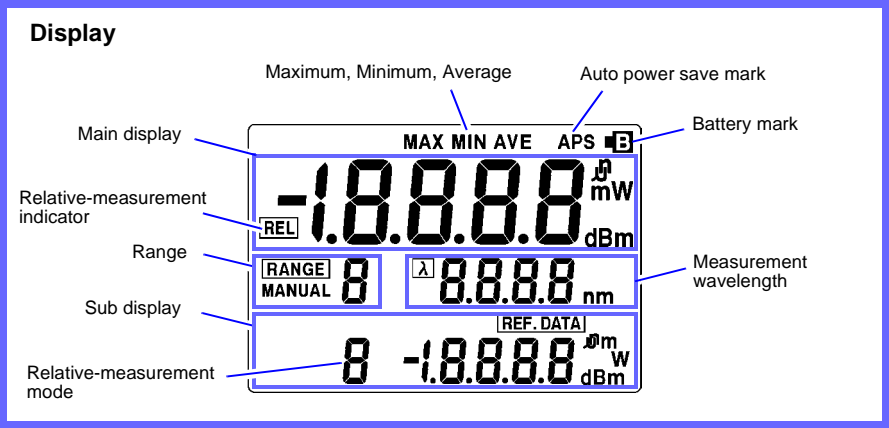 Display
Maximum, Minimum, Average
Auto power save mark
Main display
Battery mark
MAX MIN AVE APS B
-1.8.8.8.8
mW
Relative-measurement
indicator
REL
dBm
Range
RANGE
MANUAL 8
λ 8.8.8.8 nm
Measurement
wavelength
Sub display
REF. DATA
8 -1.8.8.8.8
m
W
dBm
Relative-measurement
mode